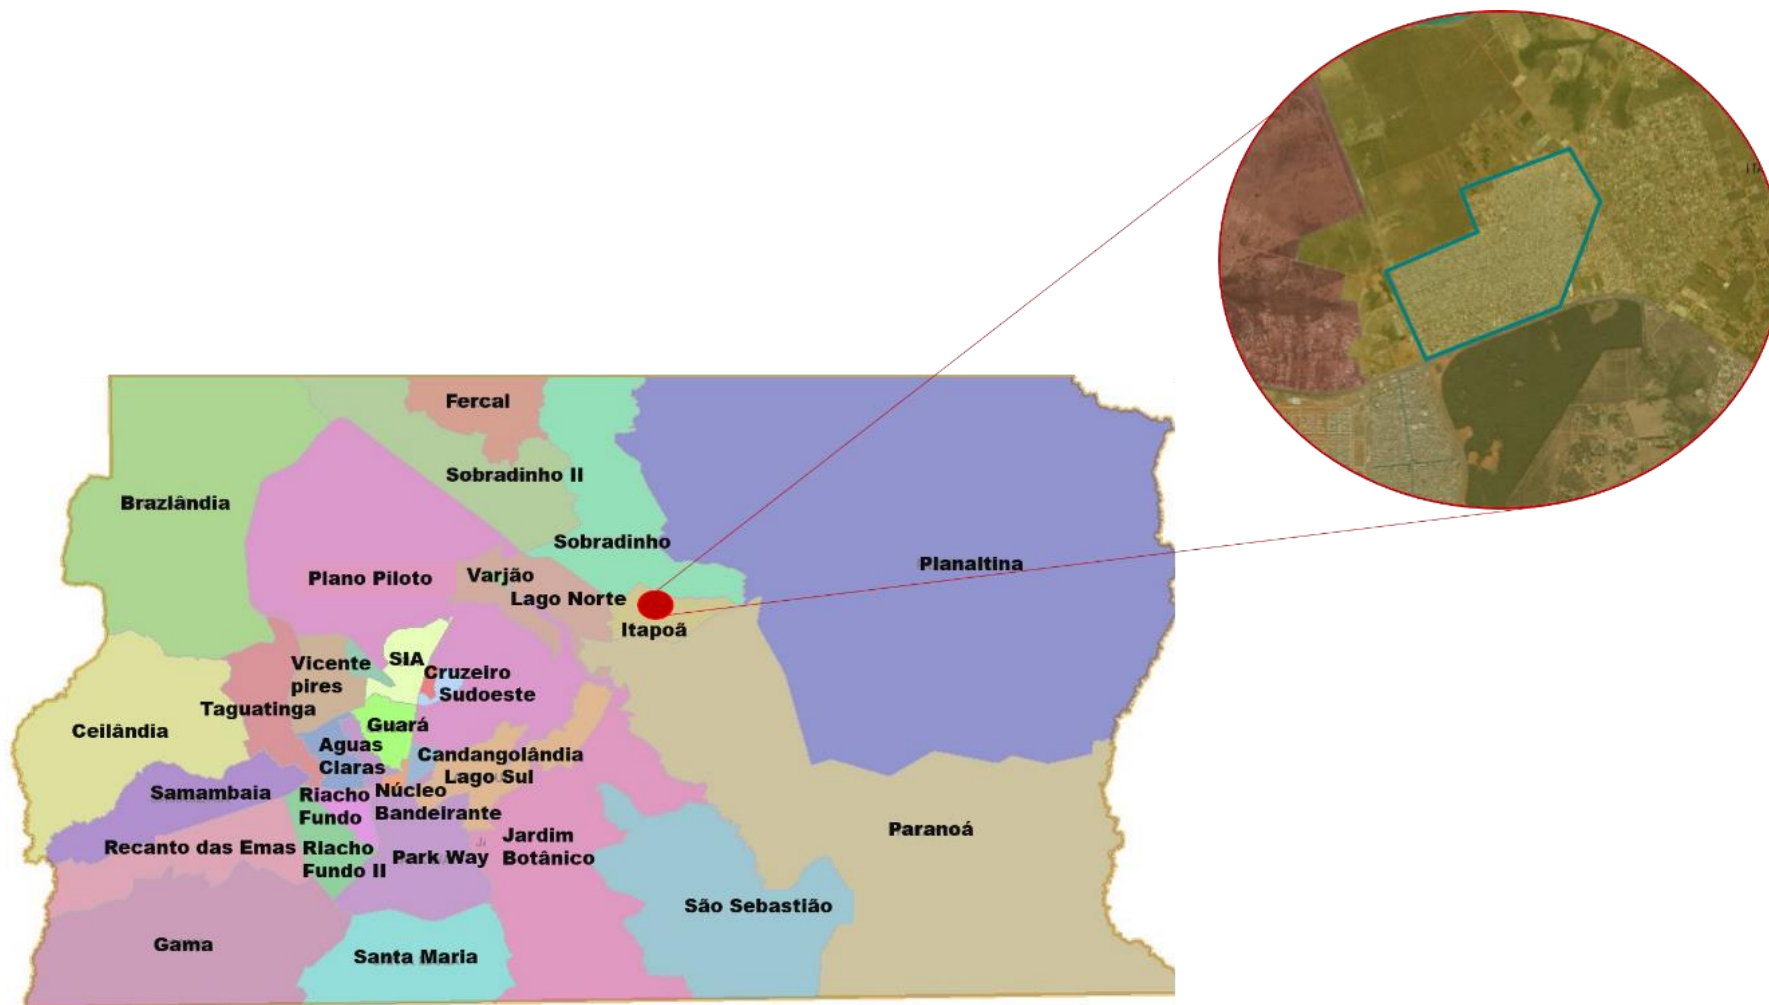 ITA
Fercal
Sobradinho II
Brazlândia
Sobradinho
Planaltina
Plano Piloto
Varjão
Lago Norte
Itapoã
Vicente
pires
SIA
Cruzeiro
Sudoeste
Taguatinga
Guará
Ceilândia
Aguas
Claras
Candangolândia
Lago Sul
Samambaia
Riacho
Fundo
Núcleo
Bandeirante
Paranoá
Recanto das Emas
RIacho
Fundo II
Park Way
Jardim
Botânico
São Sebastião
Gama
Santa Maria